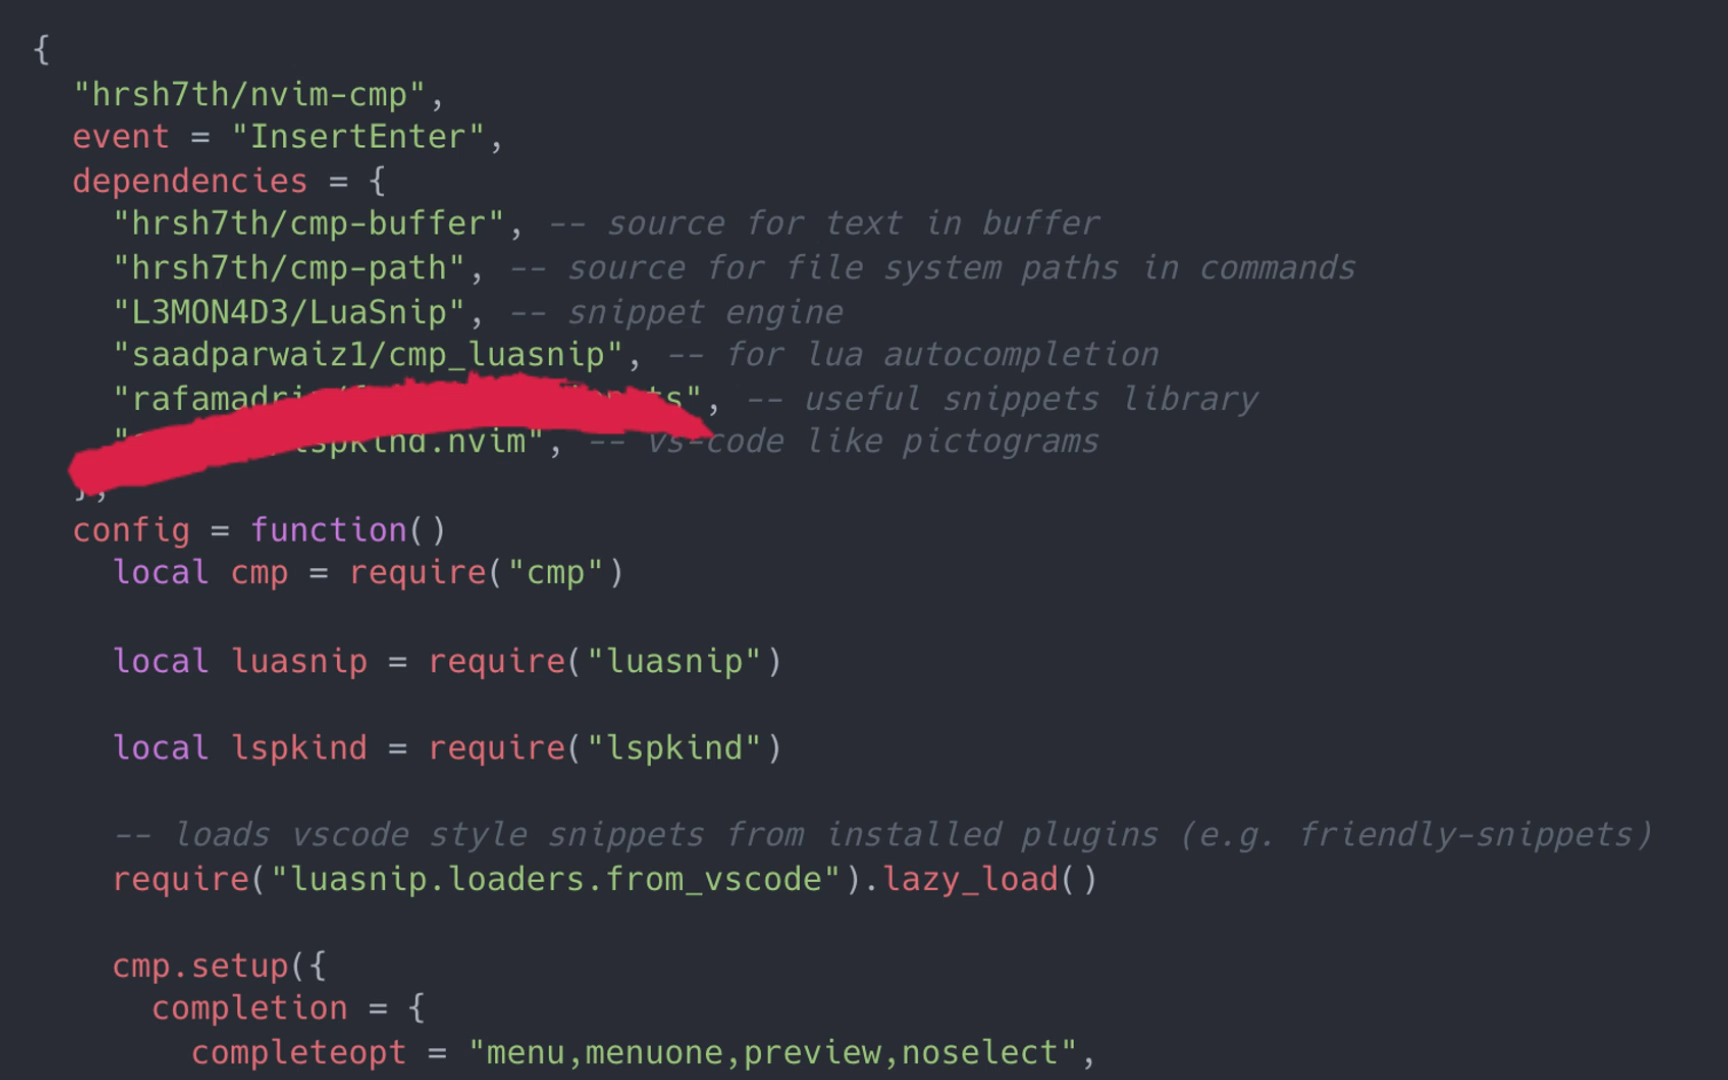 {
"hrsh7th/nvim-cmp",
event = "InsertEnter",
dependencies = {
"hrsh7th/cmp-buffer", -- source for text in buffer
"hrsh7th/cmp-path", -- source for file system paths in commands
"L3MON4D3/LuaSnip", -- snippet engine
"saadparwaiz1/cmp_luasnip", -- for lua autocompletion
", -- useful snippets library
lspkind.nvim", -- vs-code like pictograms
},
config = function()
local cmp = require("cmp")
local luasnip = require("luasnip")
local lspkind = require("lspkind")
-- loads vscode style snippets from installed plugins (e.g. friendly-snippets)
require("luasnip.loaders.from_vscode").lazy_load()
cmp.setup({
completion = {
completeopt = "menu,menuone,preview,noselect",